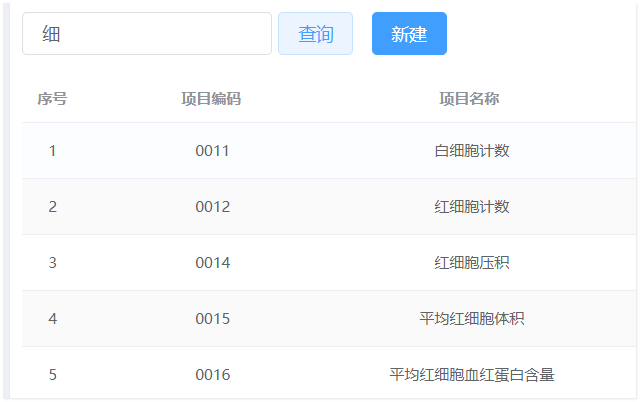 细 查询 新建
序号 项目编码 项目名称
1 0011 白细胞计数
2 0012 红细胞计数
3 0014 红细胞压积
4 0015 平均红细胞体积
5 0016 平均红细胞血红蛋白含量